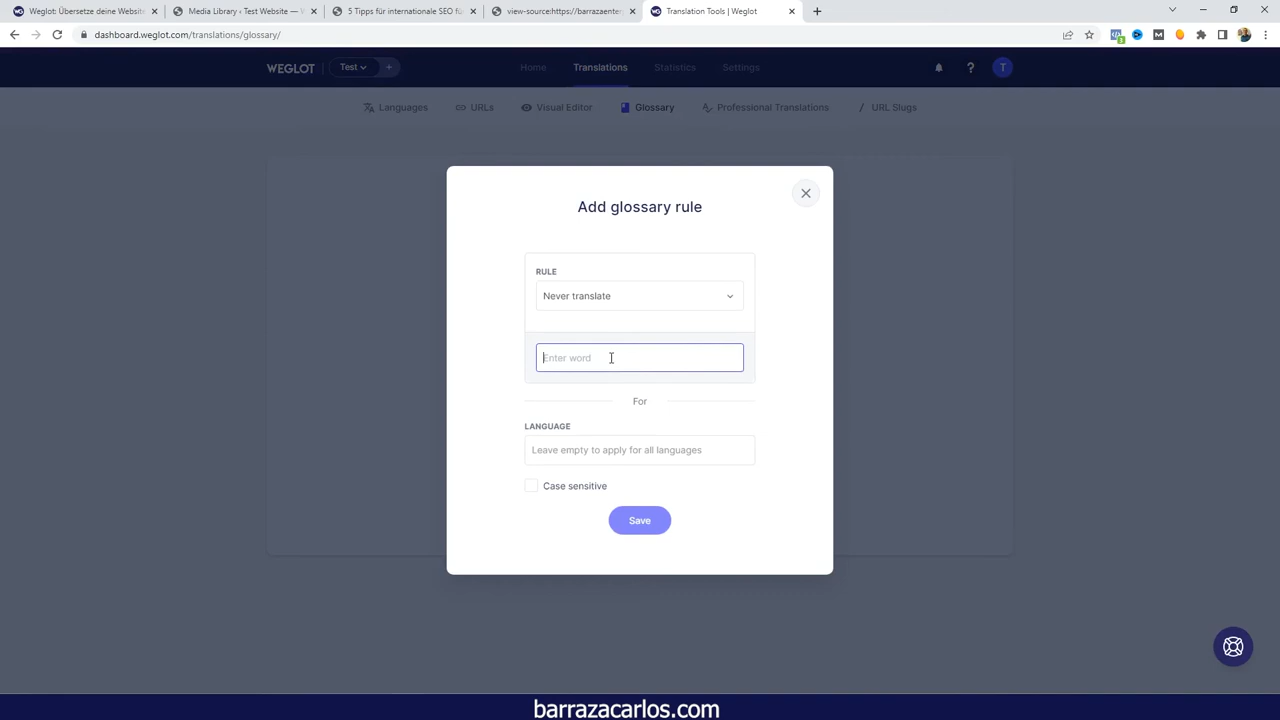 Weglot: Übersetze deine Website
Media Library ‹ Test Website —
5 Tipps für internationale SEO fü
view-source:https://barrazaenter
Translation Tools | Weglot
dashboard.weglot.com/translations/glossary/
WEGLOT
Test
Home
Translations
Statistics
Settings
?
T
Languages
URLs
Visual Editor
Glossary
Professional Translations
URL Slugs
Add glossary rule
RULE
Never translate
Enter word
For
LANGUAGE
Leave empty to apply for all languages
Case sensitive
Save
barrazacarlos.com